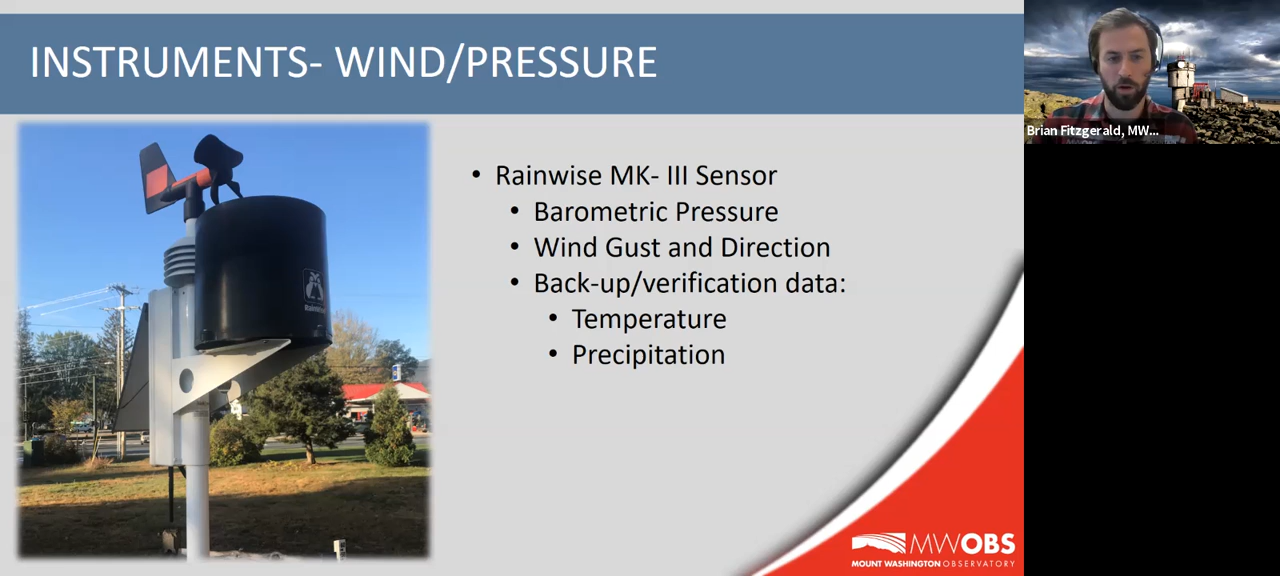 INSTRUMENTS- WIND/PRESSURE
Brian Fitzgerald, MW...
• Rainwise MK- III Sensor
• Barometric Pressure
• Wind Gust and Direction
• Back-up/verification data:
• Temperature
• Precipitation
MWOBS
MOUNT WASHINGTON OBSERVATORY